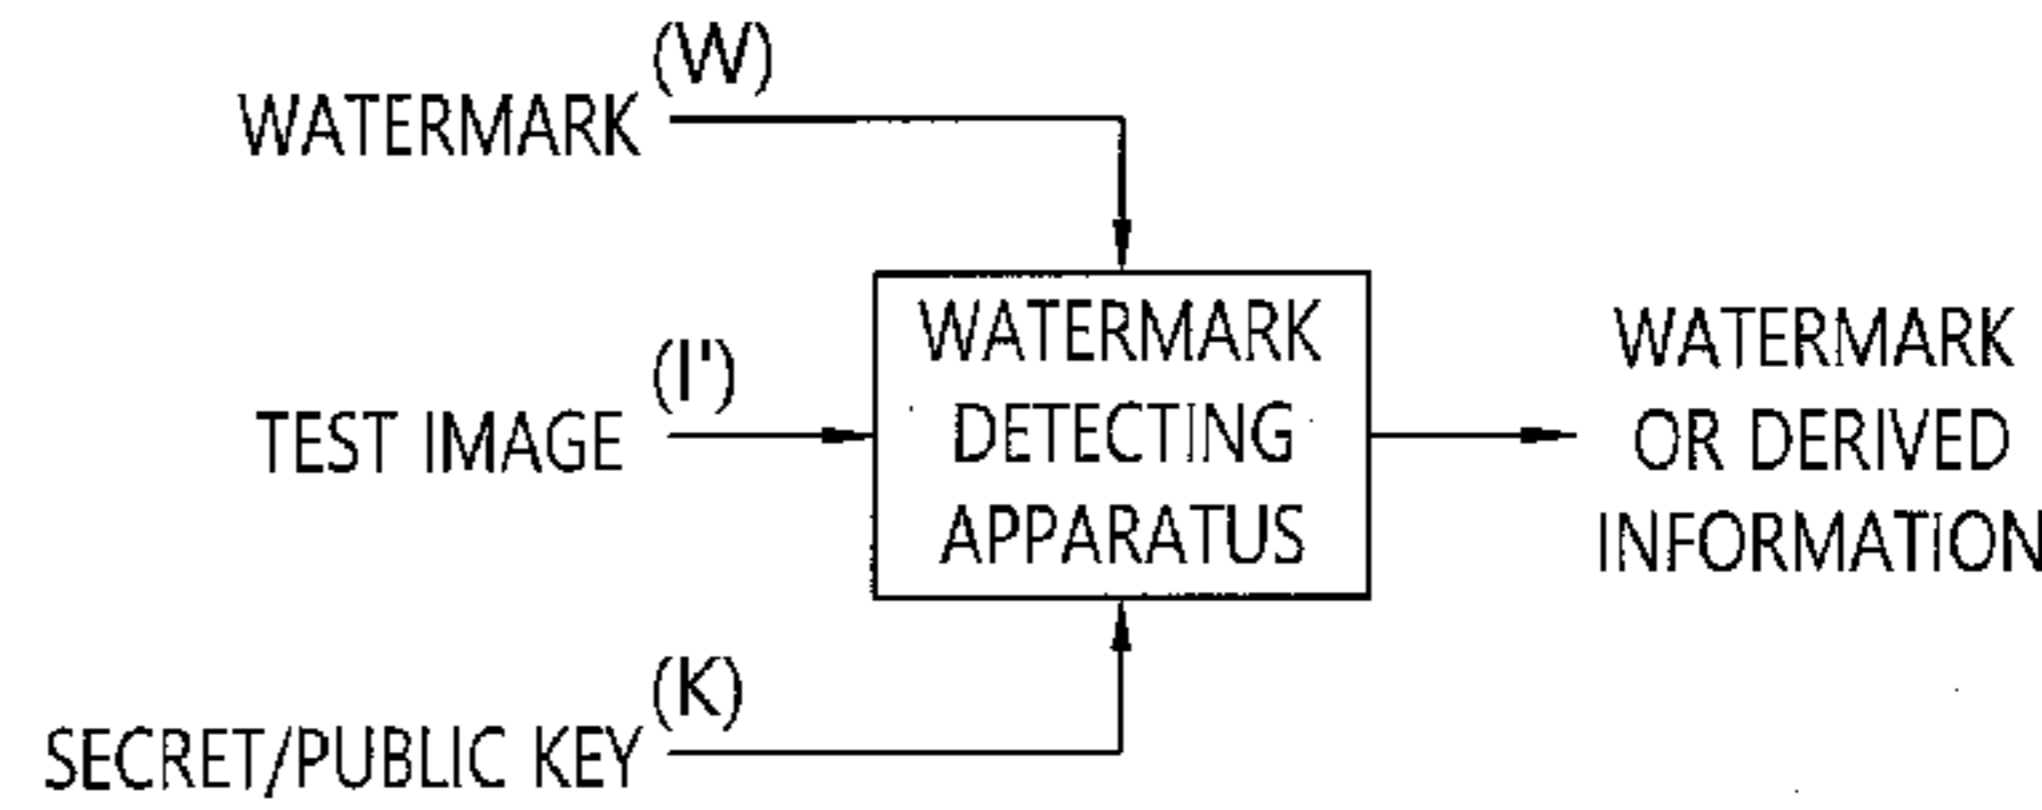 (W)
WATERMARK
WATERMARK
DETECTING
APPARATUS
(I')
TEST IMAGE
WATERMARK
OR DERIVED
INFORMATION
(K)
SECRET/PUBLIC KEY